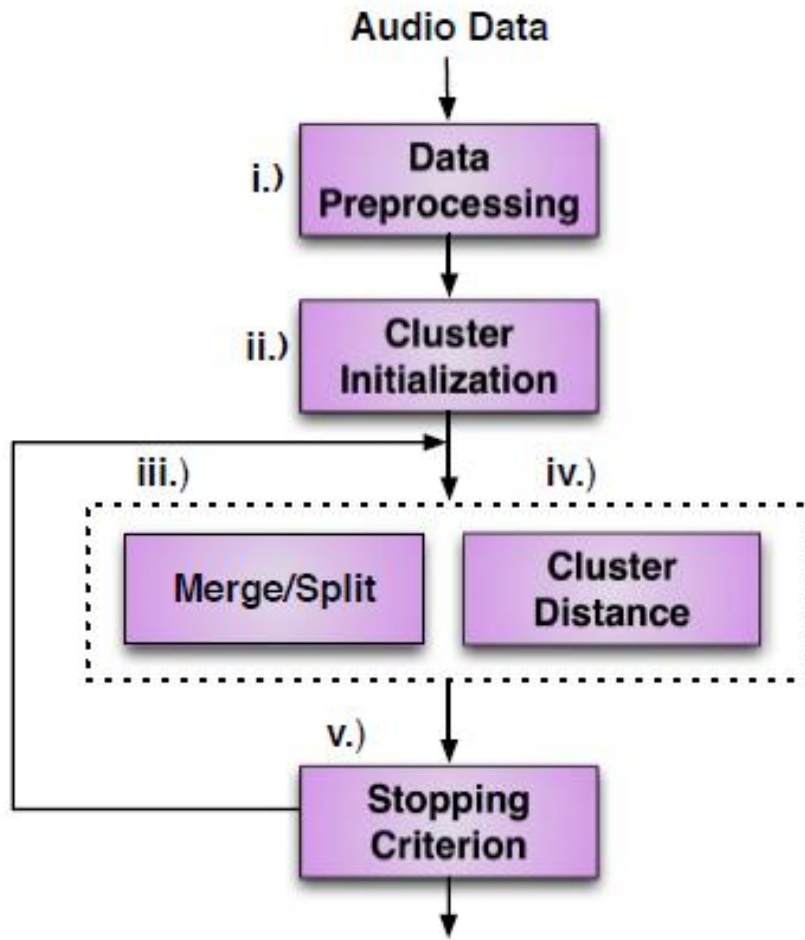 Audio Data
i.)
Data
Preprocessing
ii.)
Cluster
Initialization
iii.)
iv.)
Merge/Split
Cluster
Distance
v.)
Stopping
Criterion